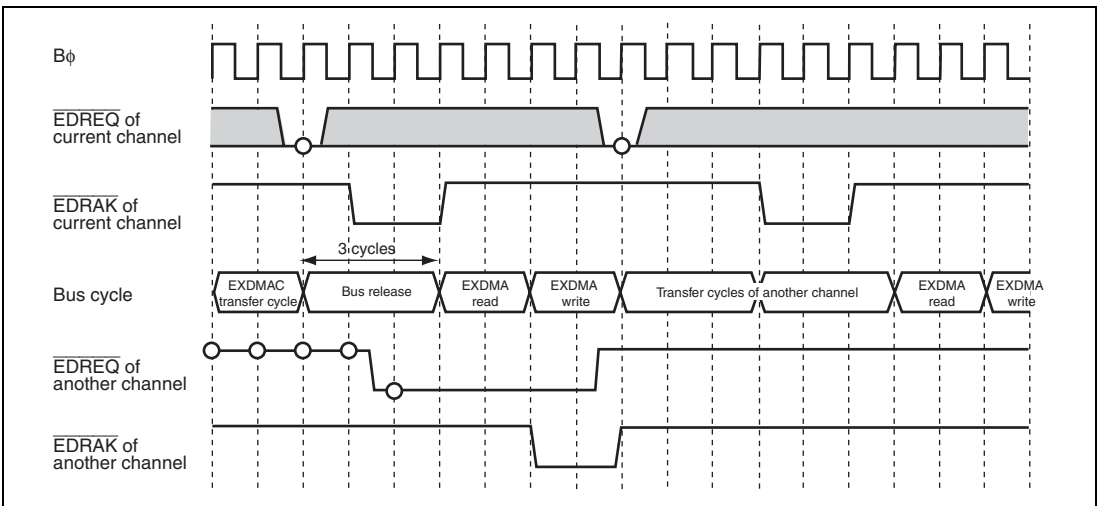 Bϕ
EDREQ of
current channel
EDRAK of
current channel
3 cycles
Bus cycle
EXDMAC
transfer cycle
Bus release
EXDMA
read
EXDMA
write
Transfer cycles of another channel
EXDMA
read
EXDMA
write
EDREQ of
another channel
EDRAK of
another channel